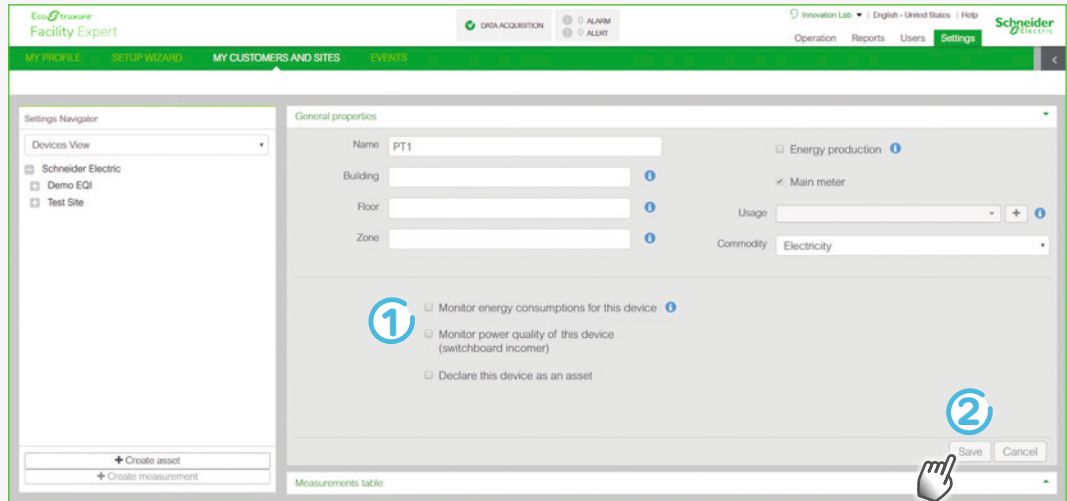 EcoStruxure
Facility Expert
DATA ACQUISITION
0 ALARM
0 ALERT
Innovation Lab | English - United States | Help
Operation Reports Users Settings
Schneider
Electric
MY PROFILE SETUP WIZARD MY CUSTOMERS AND SITES EVENTS
Settings Navigator
Devices View
Schneider Electric
Demo EQI
Test Site
+ Create asset
+ Create measurement
General properties
Name PT1
Building
Floor
Zone
Energy production
Main meter
Usage
Commodity Electricity
1
Monitor energy consumptions for this device
Monitor power quality of this device
(switchboard incomer)
Declare this device as an asset
2
Save Cancel
Measurements table